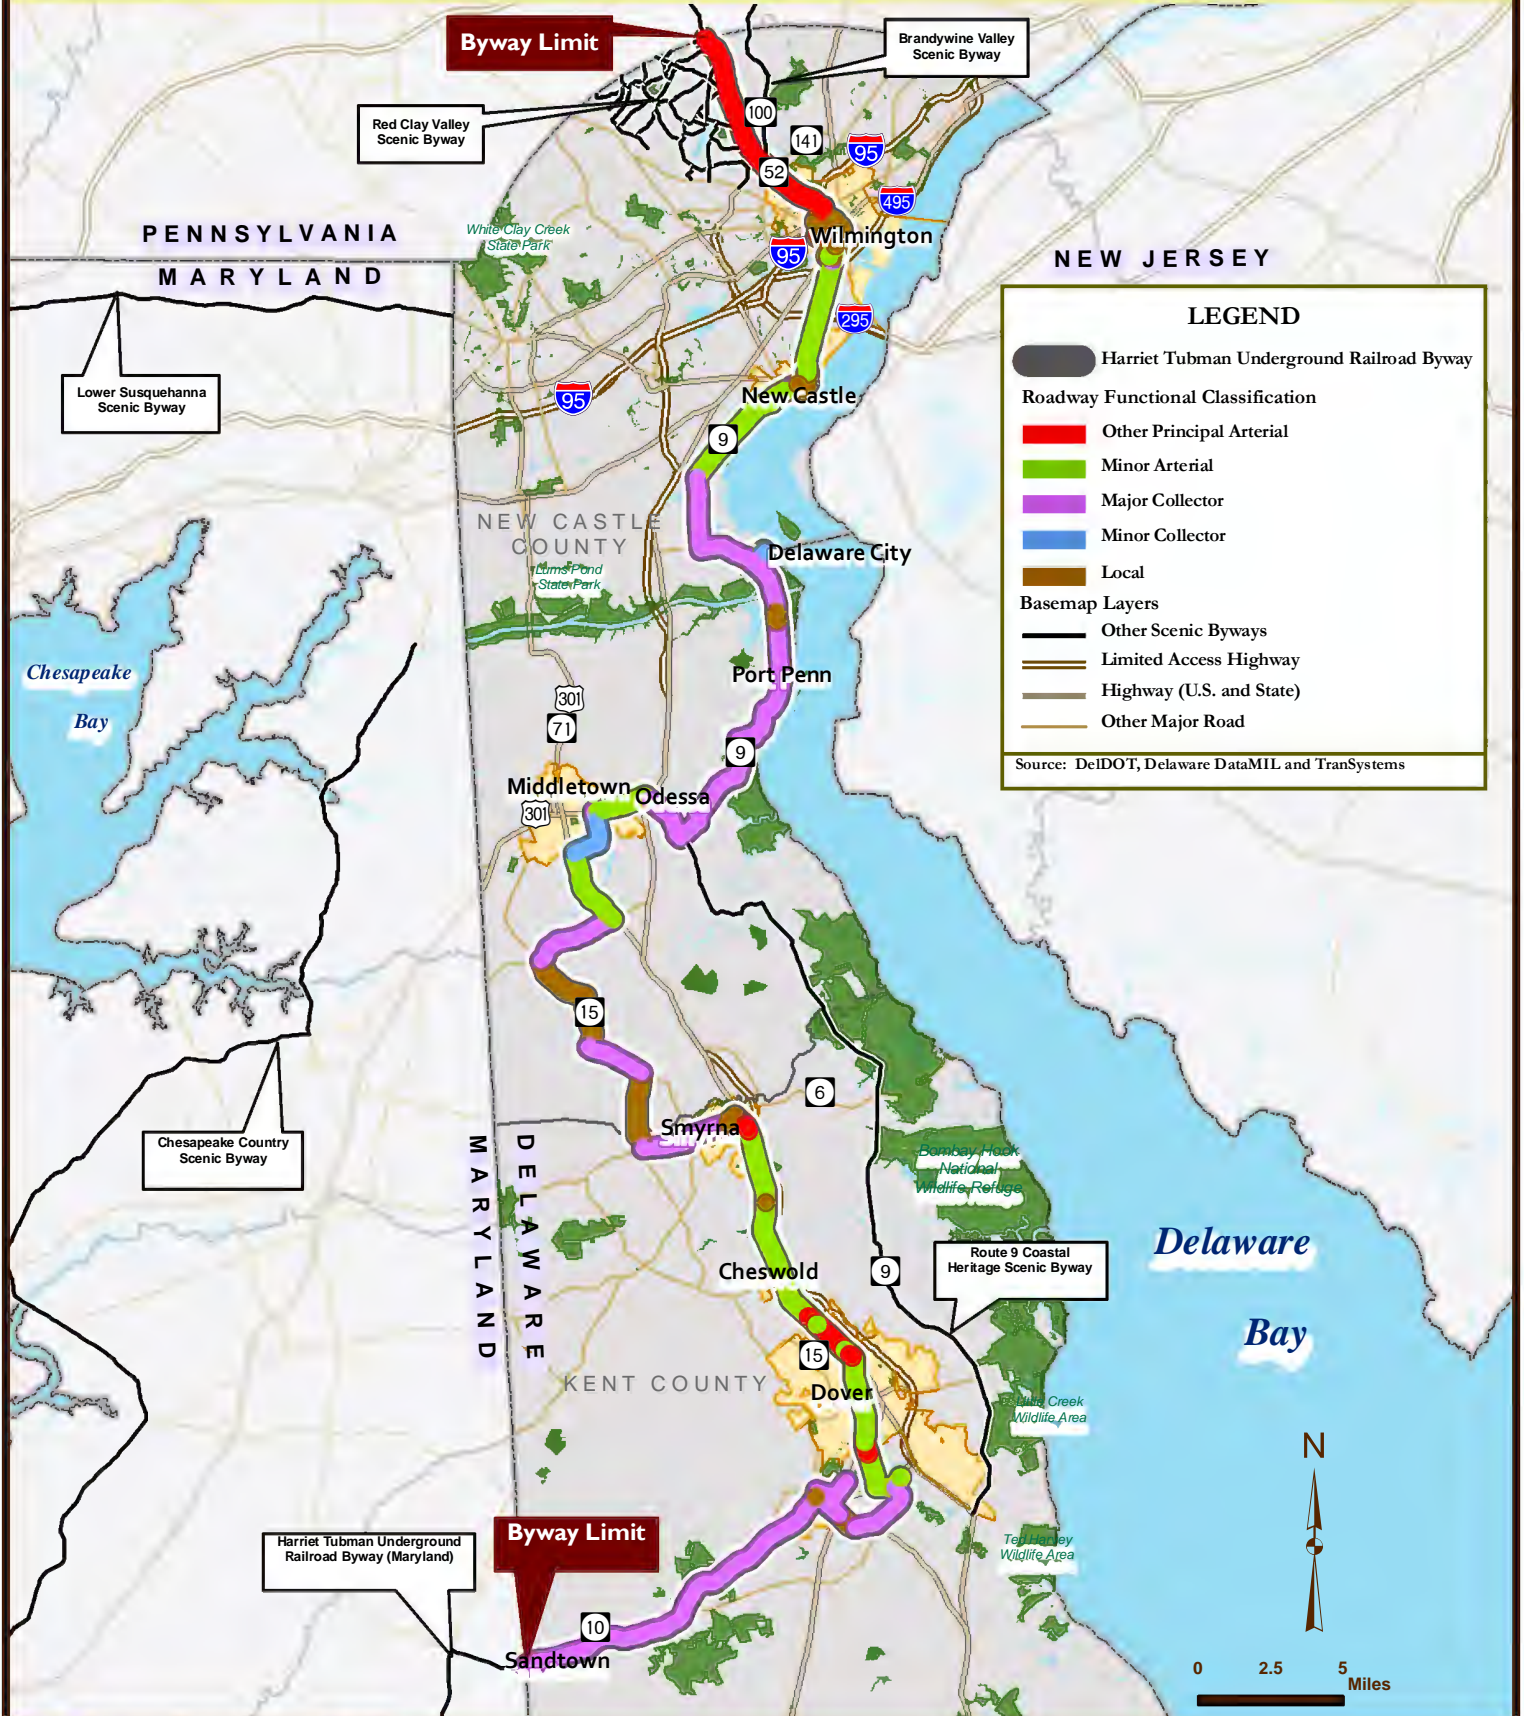 Byway Limit
Brandywine Valley
Scenic Byway
Red Clay Valley
Scenic Byway
100
141
95
52
495
PENNSYLVANIA
MARYLAND
White Clay Creek
State Park
Wilmington
95
NEW JERSEY
295
Lower Susquehanna
Scenic Byway
95
New Castle
9
LEGEND
Harriet Tubman Underground Railroad Byway
Roadway Functional Classification
Other Principal Arterial
Minor Arterial
Major Collector
Minor Collector
Local
Basemap Layers
Other Scenic Byways
Limited Access Highway
Highway (U.S. and State)
Other Major Road
Source: DelDOT, Delaware DataMIL and TranSystems
NEW CASTLE
COUNTY
Delaware City
Lums Pond
State Park
Chesapeake
Bay
Port Penn
301
71
9
Middletown
Odessa
301
15
6
Smyrna
Chesapeake Country
Scenic Byway
MARYLAND
DELAWARE
Bombay Hook
National
Wildlife Refuge
Delaware
Bay
Route 9 Coastal
Heritage Scenic Byway
Cheswold
9
15
KENT COUNTY
Dover
Little Creek
Wildlife Area
N
Byway Limit
Harriet Tubman Underground
Railroad Byway (Maryland)
Ted Harvey
Wildlife Area
10
Sandtown
0 2.5 5
Miles